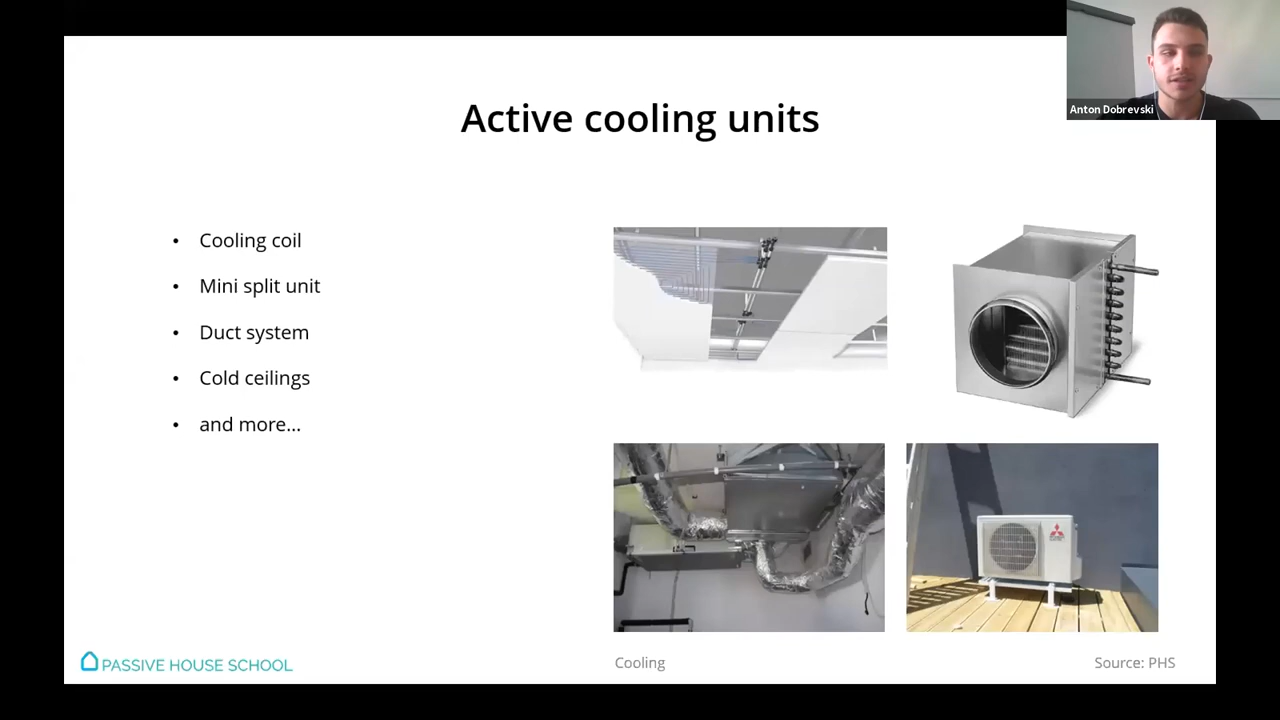 Anton Dobrevski
Active cooling units
• Cooling coil
• Mini split unit
• Duct system
• Cold ceilings
• and more...
PASSIVE HOUSE SCHOOL
Cooling
Source: PHS